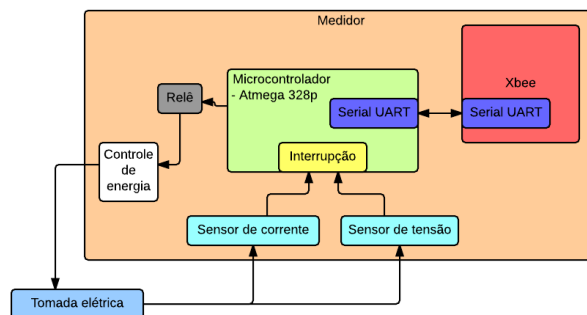 Medidor
Microcontrolador
- Atmega 328p
Xbee
Relê
Serial UART
Serial UART
Controle
de
energia
Interrupção
Sensor de corrente
Sensor de tensão
Tomada elétrica